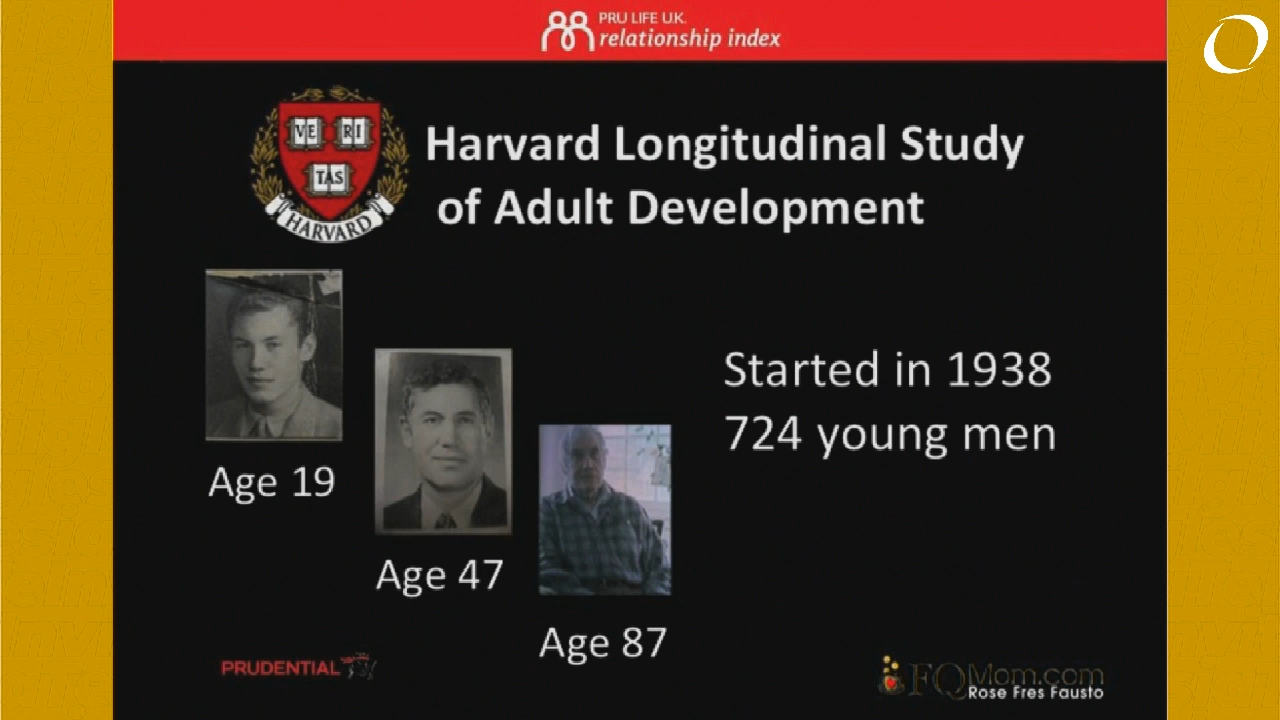 PRU LIFE U.K.
relationship index
VE RI
TAS
HARVARD
Harvard Longitudinal Study
of Adult Development
Started in 1938
724 young men
Age 19
Age 47
Age 87
PRUDENTIAL
FQMom.com
Rose Fres Fausto